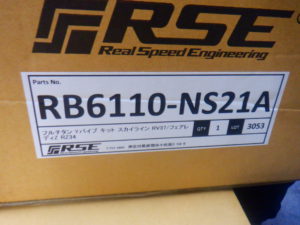 RSE
Real Speed Engineering
Parts No.
RB6110-NS21A
フルチタン Yパイプ キット スカイライン RV37/フェアレ
ディZ RZ34
QTY 1 LOT 3053
RSE